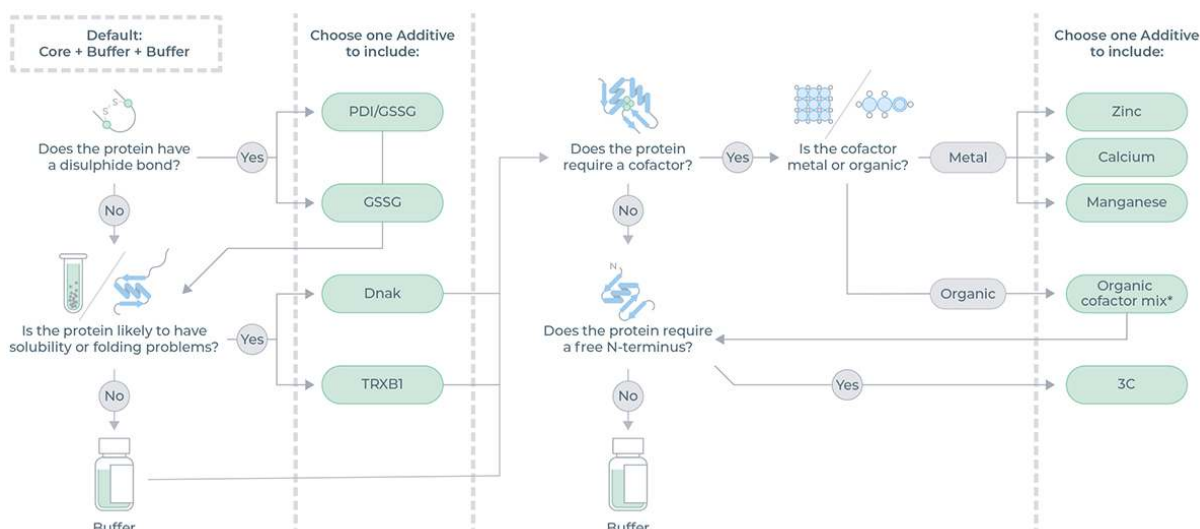 Default:
Core + Buffer + Buffer
Choose one Additive
to include:
Choose one Additive
to include:
S
S
PDI/GSSG
Does the protein have
a disulphide bond?
Yes
GSSG
No
Does the protein
require a cofactor?
Yes
Is the cofactor
metal or organic?
Metal
Zinc
Calcium
Manganese
No
Dnak
Is the protein likely to have
solubility or folding problems?
Yes
TRXB1
No
Buffer
N
Does the protein require
a free N-terminus?
Organic
Organic
cofactor mix*
Yes
3C
No
Buffer